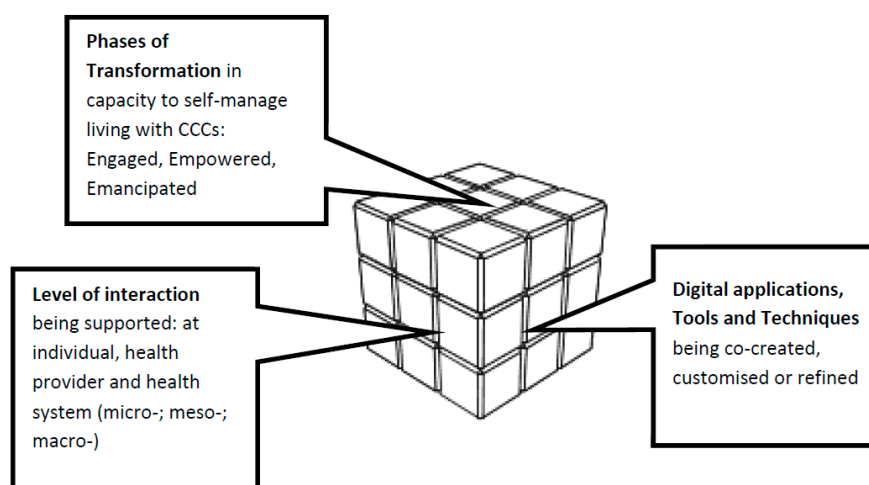 Phases of
Transformation in
capacity to self-manage
living with CCCs:
Engaged, Empowered,
Emancipated
Level of interaction
being supported: at
individual, health
provider and health
system (micro-; meso-;
macro-)
Digital applications,
Tools and Techniques
being co-created,
customised or refined